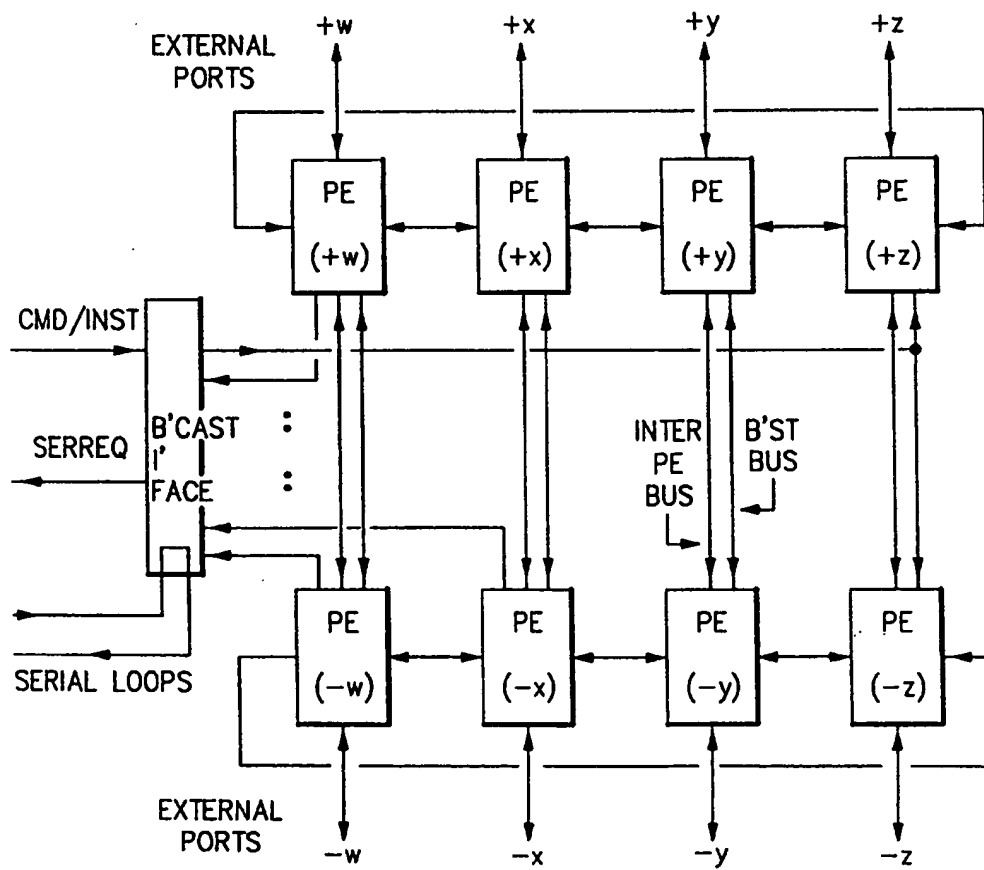 +w +x +y +z
EXTERNAL
PORTS
PE PE PE PE
(+w) (+x) (+y) (+z)
CMD/INST
B'CAST
I'
FACE
SERREQ
INTER
PE
BUS
B'ST
BUS
SERIAL LOOPS
PE PE PE PE
(-w) (-x) (-y) (-z)
EXTERNAL
PORTS
-w -x -y -z